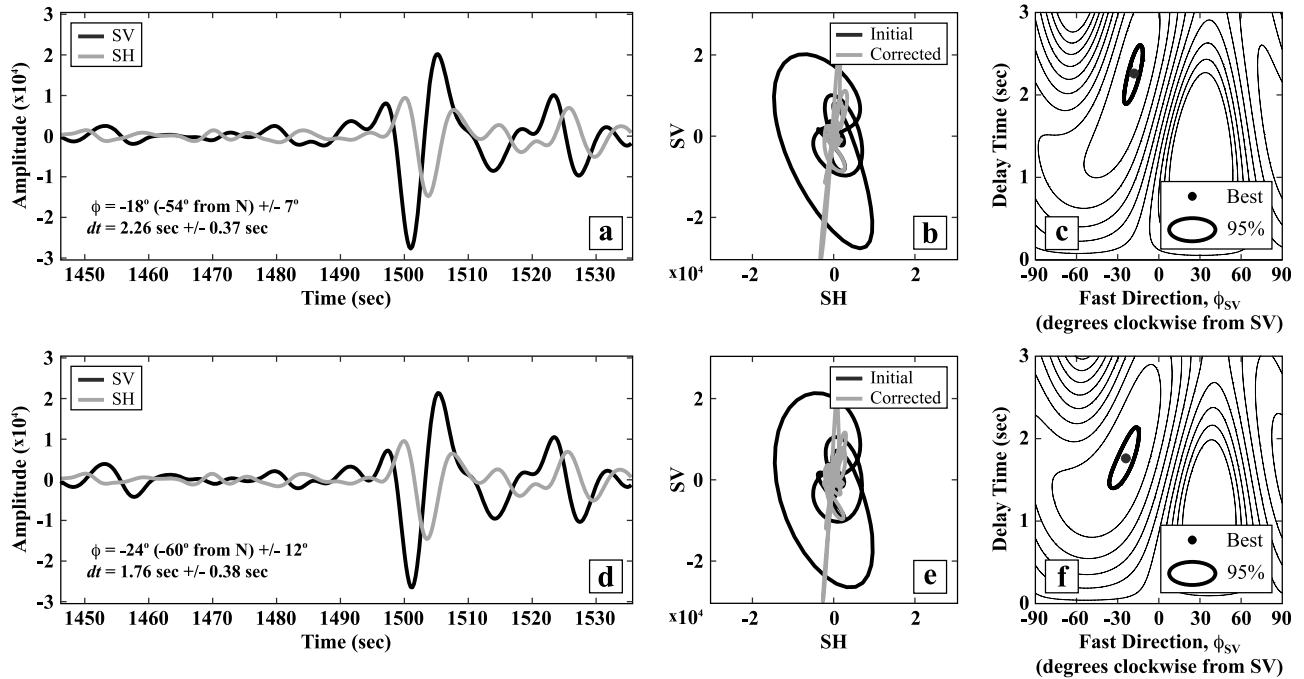 3
2
1
0
-1
-2
-3
Amplitude (x10⁴)
SV
SH
ϕ = -18º (-54º from N) +/- 7º
dt = 2.26 sec +/- 0.37 sec
a
1450 1460 1470 1480 1490 1500 1510 1520 1530
Time (sec)
Initial
Corrected
2
0
-2
SV
b
x10⁴ -2 0 2
SH
3
2
1
0
Delay Time (sec)
Best
95%
c
-90 -60 -30 0 30 60 90
Fast Direction, ϕSV
(degrees clockwise from SV)
3
2
1
0
-1
-2
-3
Amplitude (x10⁴)
SV
SH
ϕ = -24º (-60º from N) +/- 12º
dt = 1.76 sec +/- 0.38 sec
d
1450 1460 1470 1480 1490 1500 1510 1520 1530
Time (sec)
Initial
Corrected
2
0
-2
SV
e
x10⁴ -2 0 2
SH
3
2
1
0
Delay Time (sec)
Best
95%
f
-90 -60 -30 0 30 60 90
Fast Direction, ϕSV
(degrees clockwise from SV)